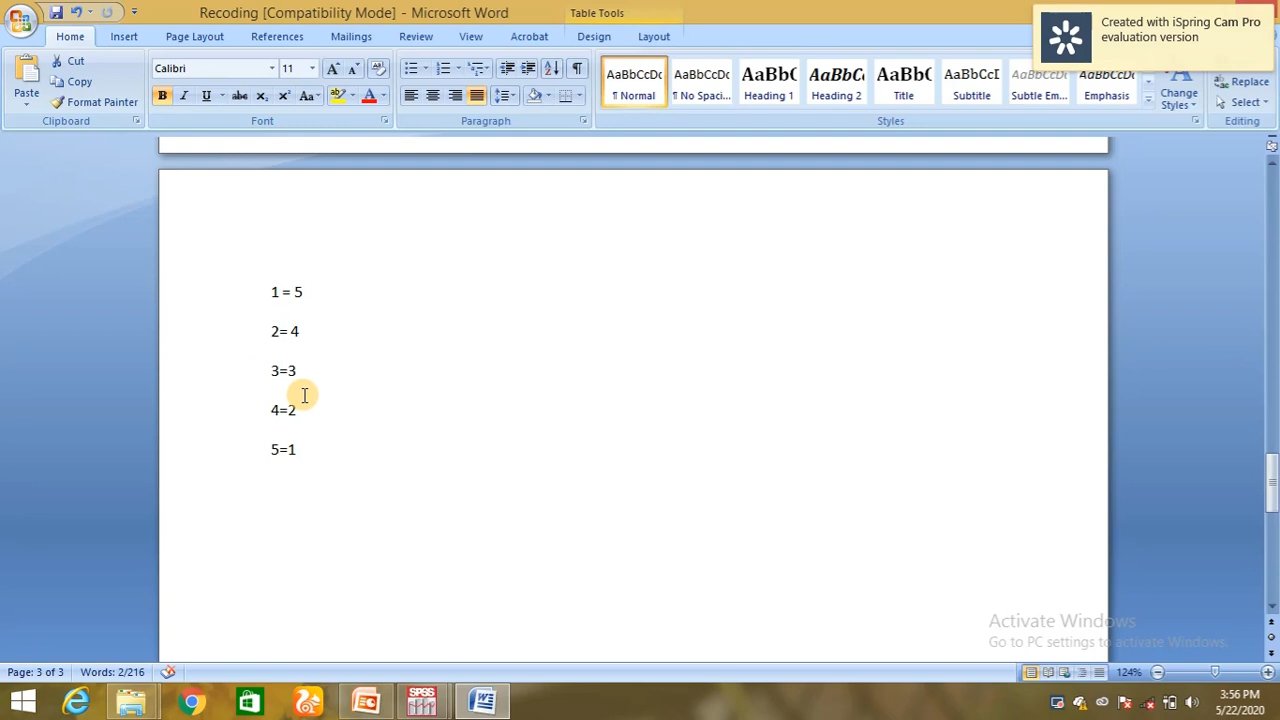 Recoding [Compatibility Mode] - Microsoft Word
Table Tools
Created with iSpring Cam Pro
evaluation version
Home Insert Page Layout References Mailings Review View Acrobat Design Layout
Paste
Cut
Copy
Format Painter
Calibri 11
AaBbCcDc AaBbCcDc AaBbC AaBbC AaBbC AaBbCcI AaBbCcDc AaBbCcDc
¶ Normal ¶ No Spaci... Heading 1 Heading 2 Title Subtitle Subtle Em... Emphasis
Change
Styles
Replace
Select
Clipboard Font Paragraph Styles Editing
1 = 5
2= 4
3=3
4=2
5=1
Activate Windows
Go to PC settings to activate Windows.
Page: 3 of 3 Words: 2/216 124%
SPSS
3:56 PM
5/22/2020